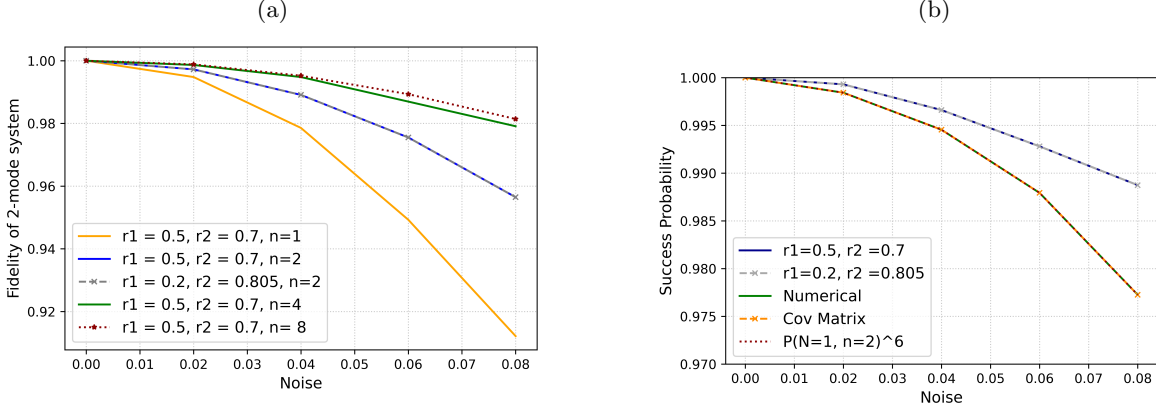 (a)
1.00
0.98
0.96
0.94
0.92
Fidelity of 2-mode system
r1 = 0.5, r2 = 0.7, n=1
r1 = 0.5, r2 = 0.7, n=2
r1 = 0.2, r2 = 0.805, n=2
r1 = 0.5, r2 = 0.7, n=4
r1 = 0.5, r2 = 0.7, n= 8
0.00 0.01 0.02 0.03 0.04 0.05 0.06 0.07 0.08
Noise
(b)
1.000
0.995
0.990
0.985
0.980
0.975
0.970
Success Probability
r1=0.5, r2 =0.7
r1=0.2, r2 =0.805
Numerical
Cov Matrix
P(N=1, n=2)^6
0.00 0.01 0.02 0.03 0.04 0.05 0.06 0.07 0.08
Noise